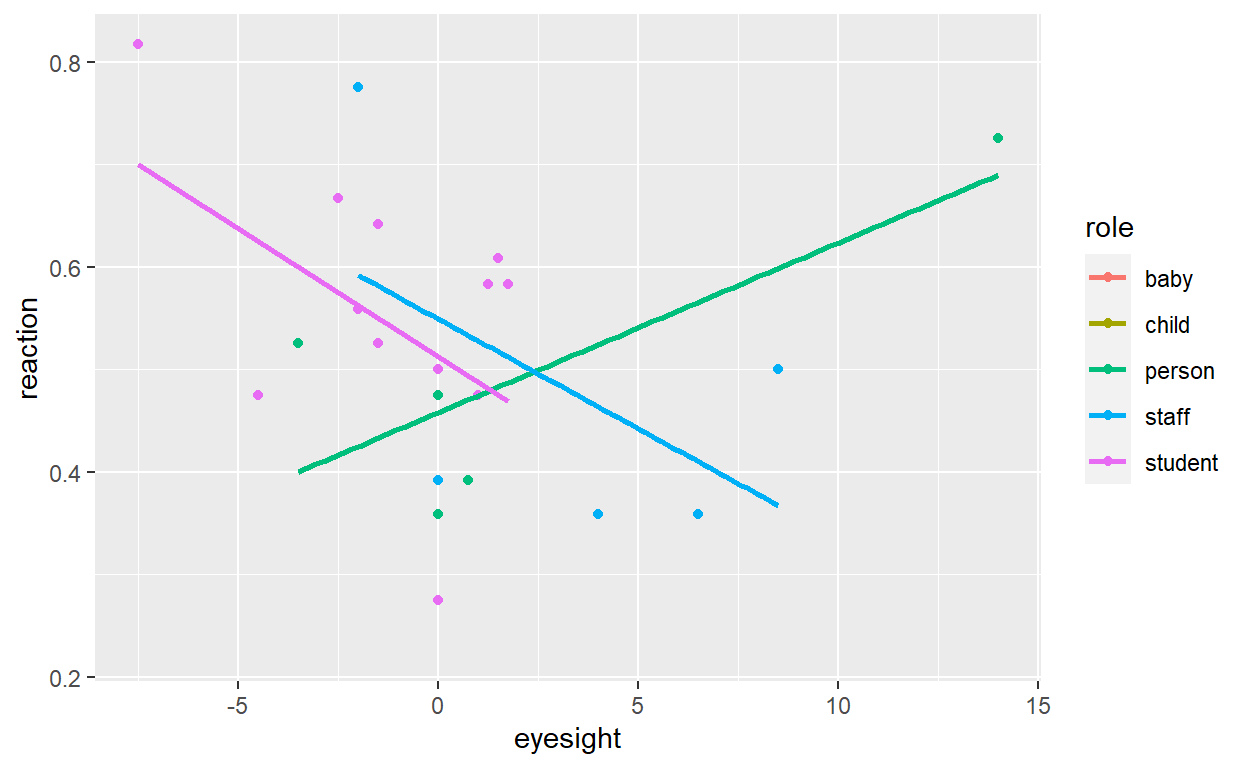 0.8
0.6
0.4
0.2
reaction
-5 0 5 10 15
eyesight
role
baby
child
person
staff
student